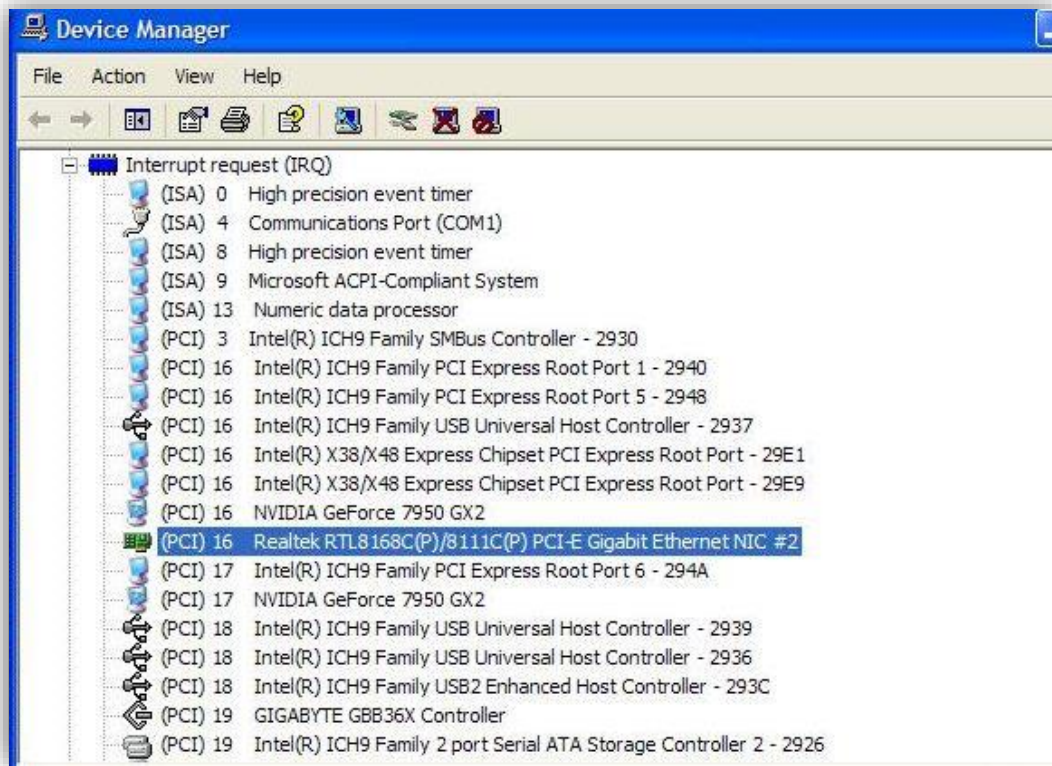 Device Manager
File Action View Help
Interrupt request (IRQ)
(ISA) 0 High precision event timer
(ISA) 4 Communications Port (COM1)
(ISA) 8 High precision event timer
(ISA) 9 Microsoft ACPI-Compliant System
(ISA) 13 Numeric data processor
(PCI) 3 Intel(R) ICH9 Family SMBus Controller - 2930
(PCI) 16 Intel(R) ICH9 Family PCI Express Root Port 1 - 2940
(PCI) 16 Intel(R) ICH9 Family PCI Express Root Port 5 - 2948
(PCI) 16 Intel(R) ICH9 Family USB Universal Host Controller - 2937
(PCI) 16 Intel(R) X38/X48 Express Chipset PCI Express Root Port - 29E1
(PCI) 16 Intel(R) X38/X48 Express Chipset PCI Express Root Port - 29E9
(PCI) 16 NVIDIA GeForce 7950 GX2
(PCI) 16 Realtek RTL8168C(P)/8111C(P) PCI-E Gigabit Ethernet NIC #2
(PCI) 17 Intel(R) ICH9 Family PCI Express Root Port 6 - 294A
(PCI) 17 NVIDIA GeForce 7950 GX2
(PCI) 18 Intel(R) ICH9 Family USB Universal Host Controller - 2939
(PCI) 18 Intel(R) ICH9 Family USB Universal Host Controller - 2936
(PCI) 18 Intel(R) ICH9 Family USB2 Enhanced Host Controller - 293C
(PCI) 19 GIGABYTE GBB36X Controller
(PCI) 19 Intel(R) ICH9 Family 2 port Serial ATA Storage Controller 2 - 2926